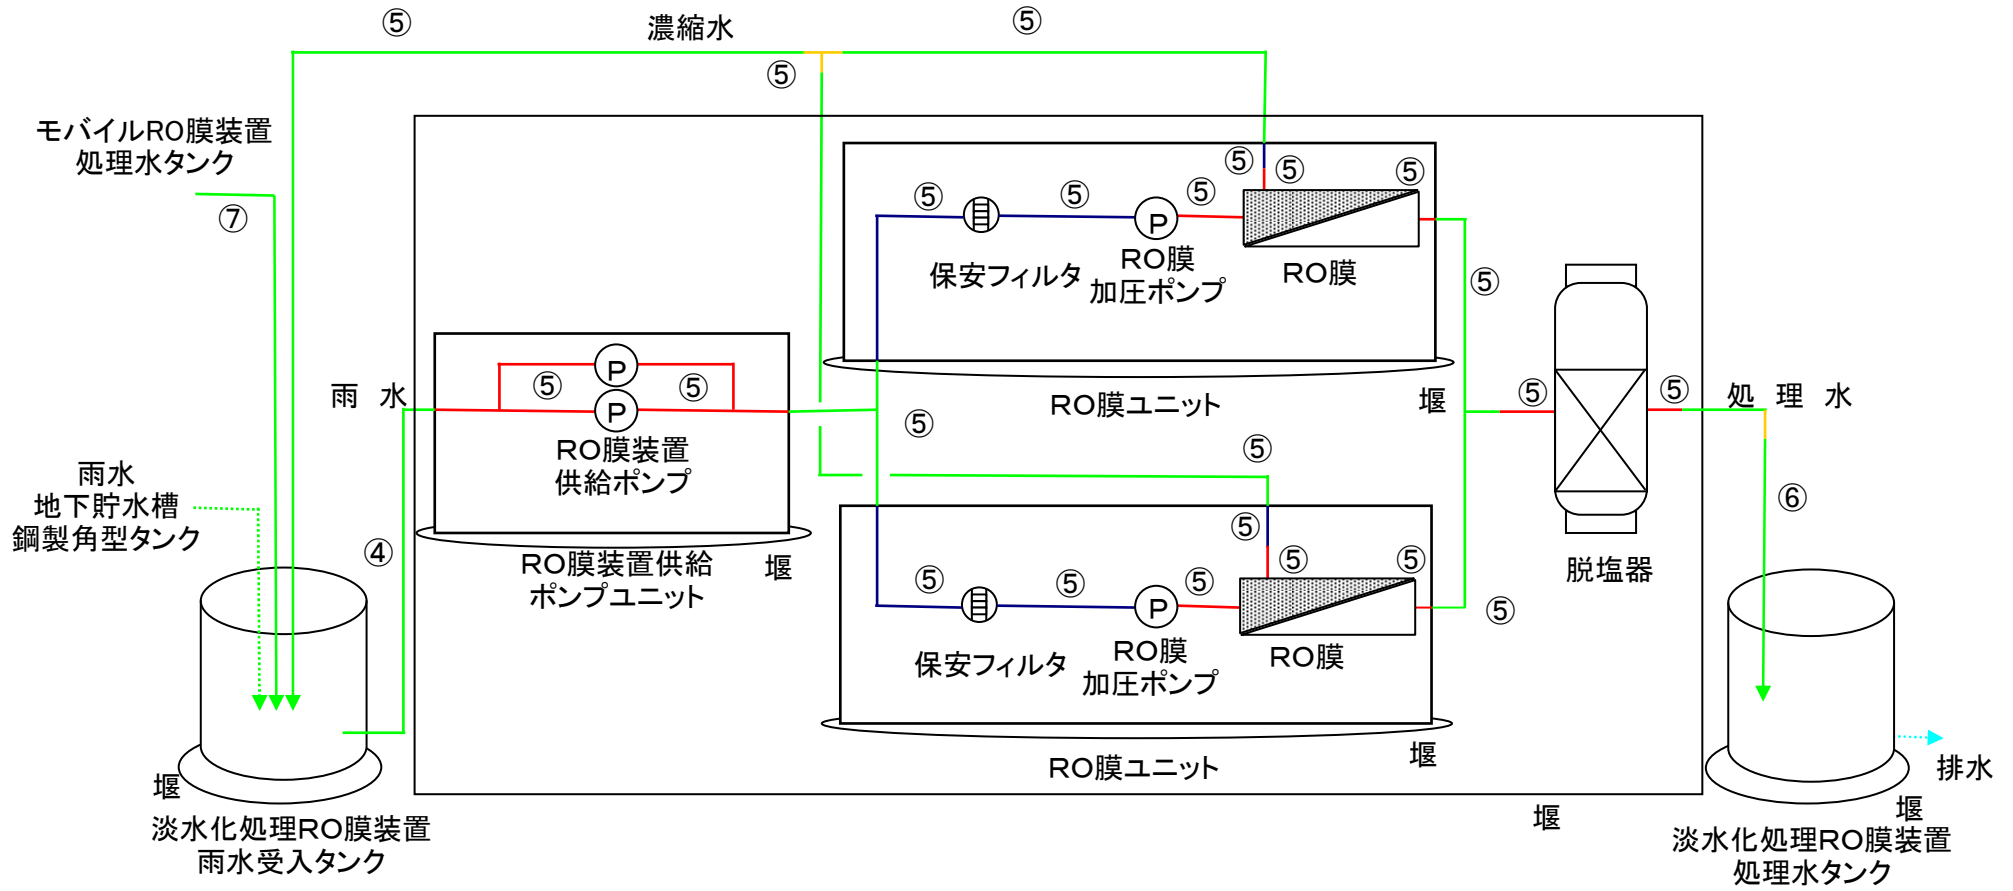 ⑤
濃縮水
⑤
⑤
モバイルRO膜装置
処理水タンク
⑦
⑤
⑤
⑤
⑤
⑤
⑤
P
保安フィルタ
RO膜
加圧ポンプ
RO膜
⑤
雨 水
P
⑤
⑤
P
RO膜装置
供給ポンプ
RO膜ユニット
堰
⑤
⑤
⑤
処 理 水
⑤
雨水
地下貯水槽
鋼製角型タンク
④
RO膜装置供給
ポンプユニット
堰
⑤
⑤
⑤
⑤
⑤
⑤
⑤
P
⑤
保安フィルタ
RO膜
加圧ポンプ
RO膜
脱塩器
⑥
RO膜ユニット
堰
堰
堰
淡水化処理RO膜装置
雨水受入タンク
排水
堰
淡水化処理RO膜装置
処理水タンク